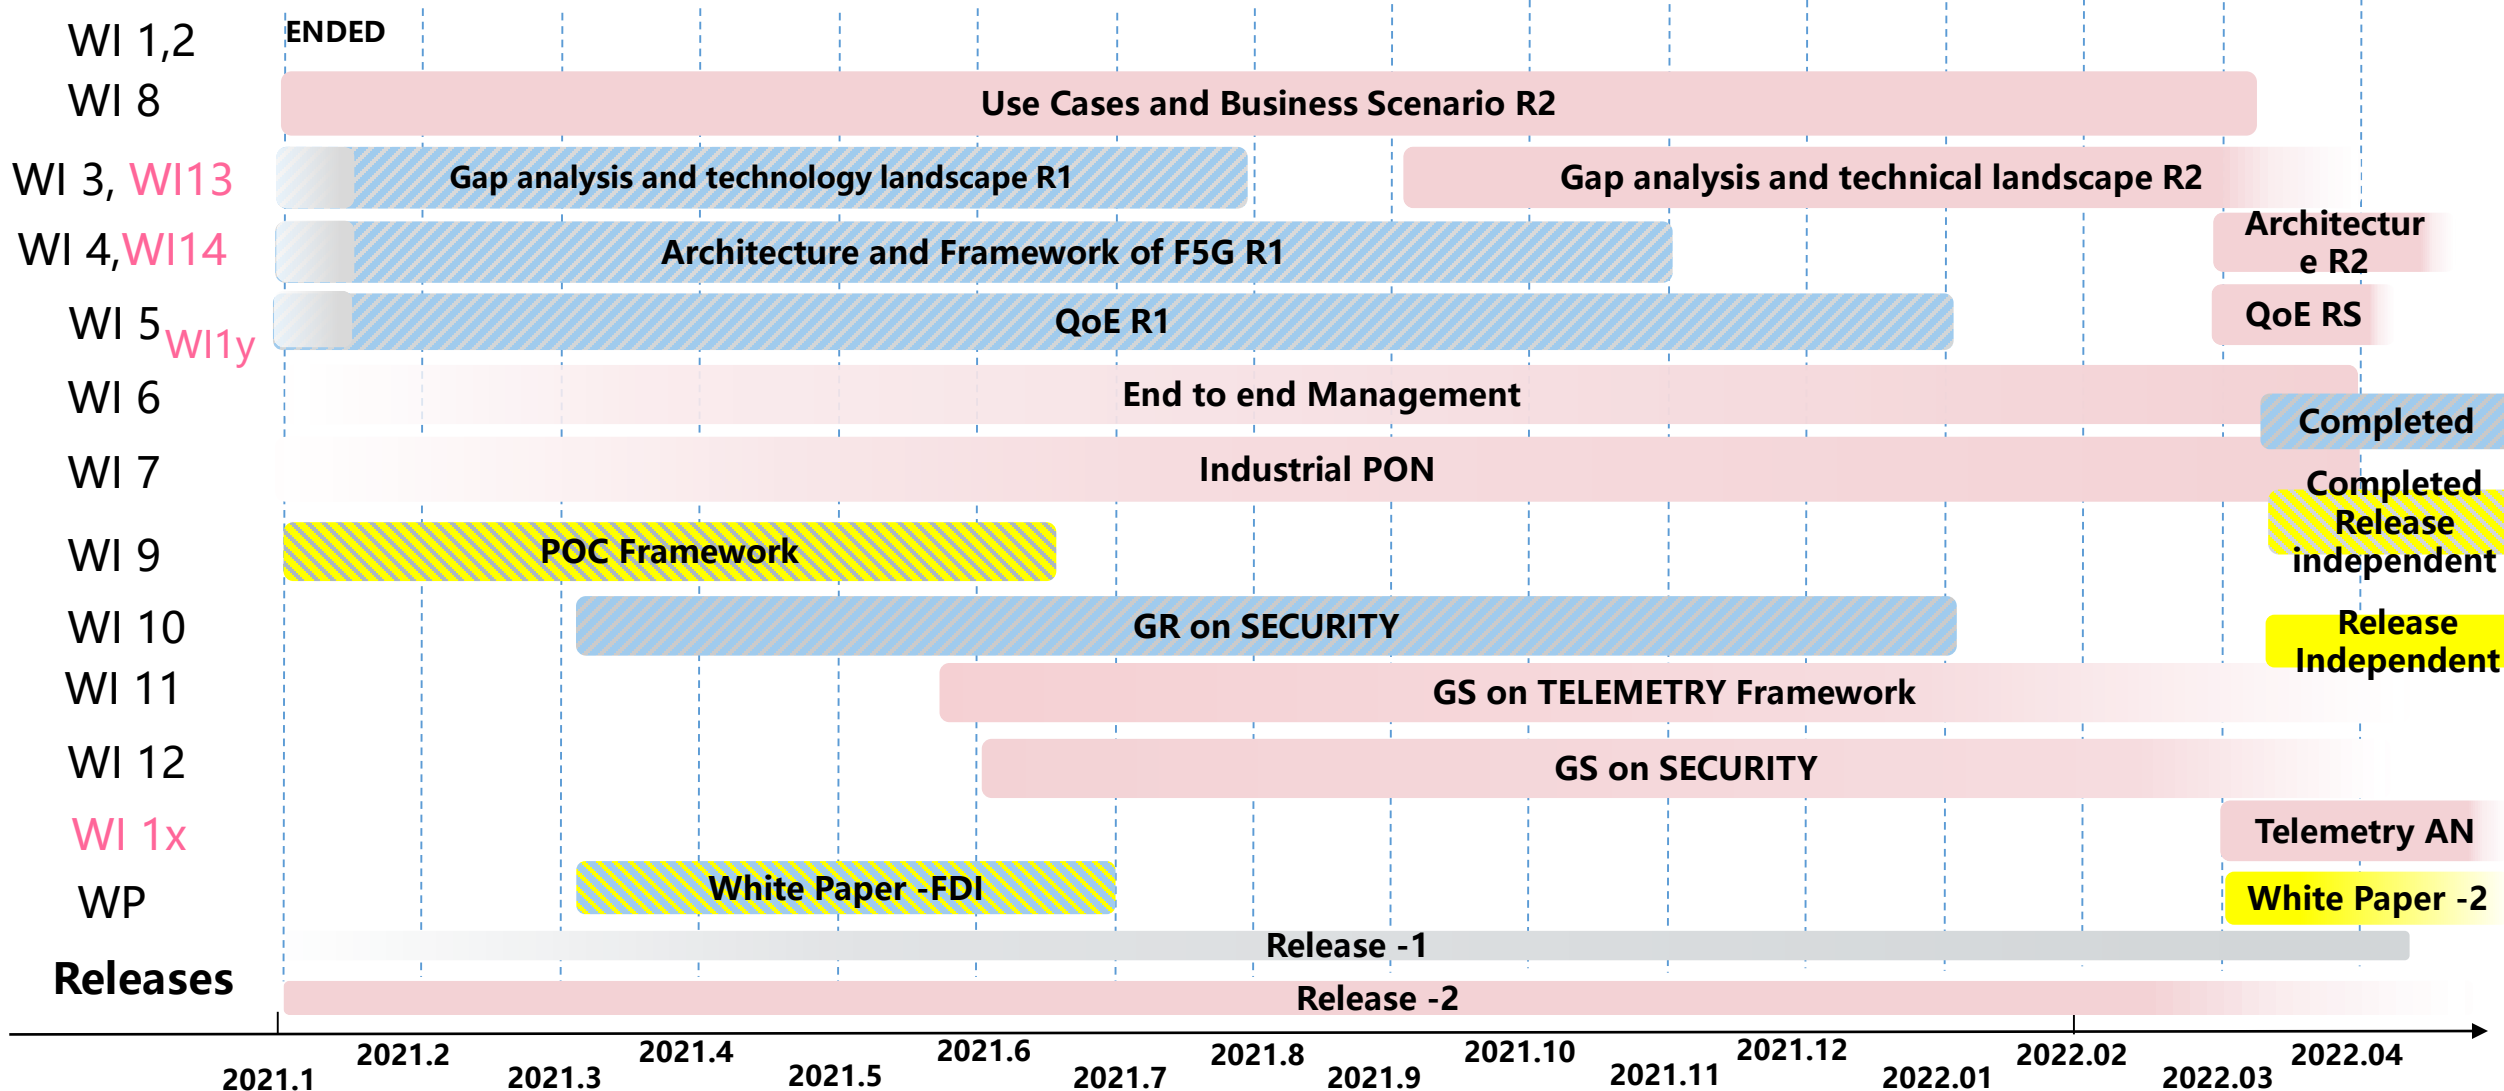 WI 1,2
ENDED
WI 8
Use Cases and Business Scenario R2
WI 3, WI13
Gap analysis and technology landscape R1
Gap analysis and technical landscape R2
WI 4,WI14
Architecture and Framework of F5G R1
Architectur
e R2
WI 5
WI1y
QoE R1
QoE RS
WI 6
End to end Management
Completed
WI 7
Industrial PON
Completed
Release
independent
WI 9
POC Framework
WI 10
GR on SECURITY
Release
Independent
WI 11
GS on TELEMETRY Framework
WI 12
GS on SECURITY
WI 1x
Telemetry AN
WP
White Paper -FDI
White Paper -2
Releases
Release -1
Release -2
2021.1
2021.2
2021.3
2021.4
2021.5
2021.6
2021.7
2021.8
2021.9
2021.10
2021.11
2021.12
2022.01
2022.02
2022.03
2022.04